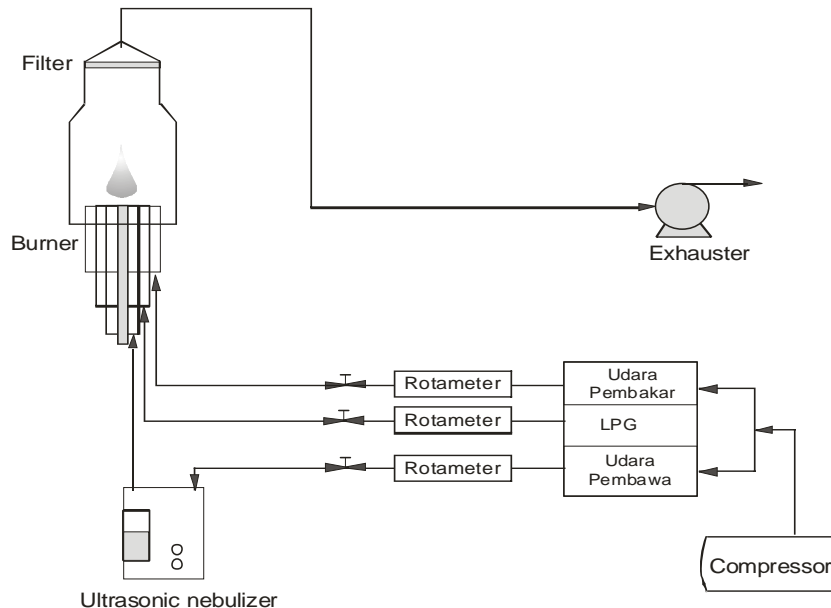 Filter
Burner
Exhauster
Rotameter
Udara
Pembakar
Rotameter
LPG
Rotameter
Udara
Pembawa
Compressor
Ultrasonic nebulizer